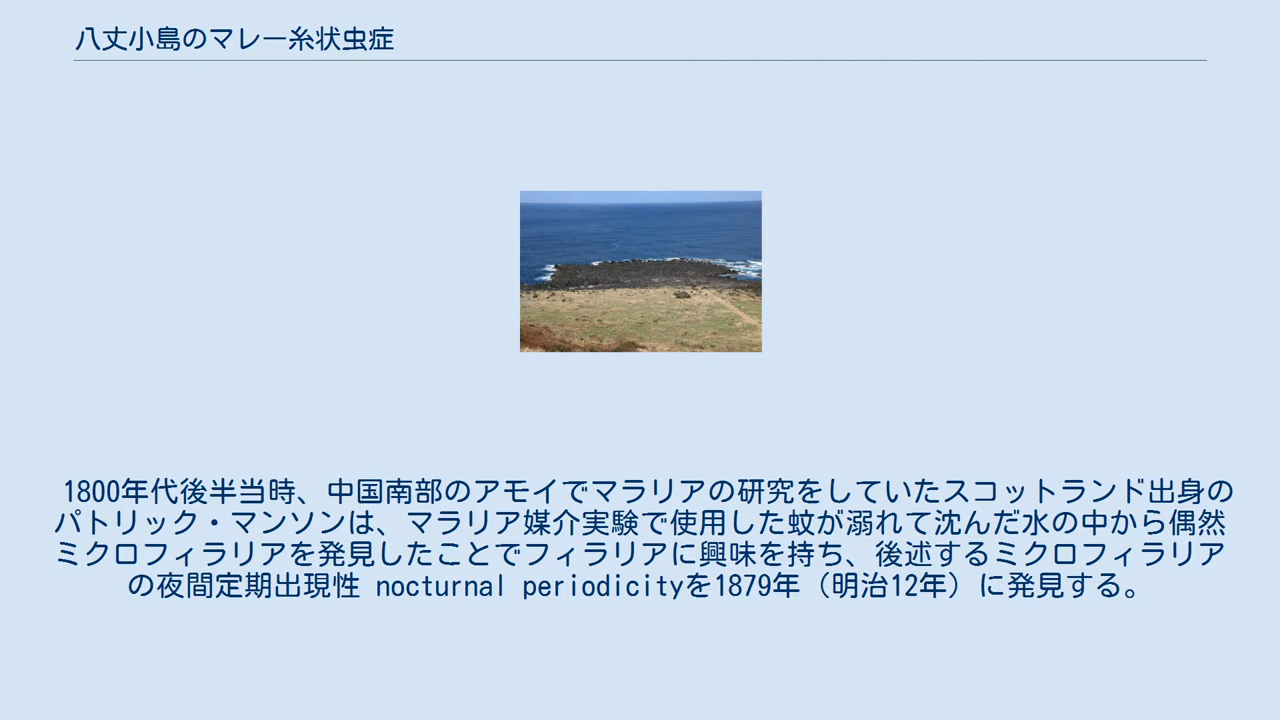 八丈小島のマレー糸状虫症
1800年代後半当時、中国南部のアモイでマラリアの研究をしていたスコットランド出身の
パトリック・マンソンは、マラリア媒介実験で使用した蚊が溺れて沈んだ水の中から偶然
ミクロフィラリアを発見したことでフィラリアに興味を持ち、後述するミクロフィラリア
の夜間定期出現性 nocturnal periodicityを1879年（明治12年）に発見する。